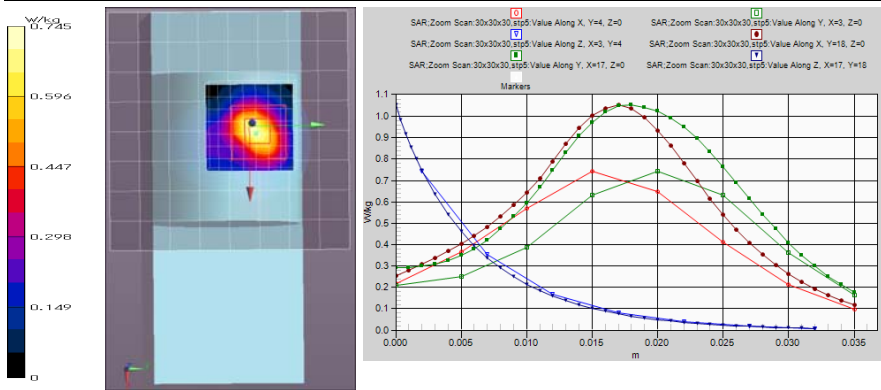 W/kg
0.745
0.596
0.447
0.298
0.149
0
SAR;Zoom Scan:30x30x30,stp5:Value Along X, Y=4, Z=0
SAR;Zoom Scan:30x30x30,stp5:Value Along Y, X=3, Z=0
SAR;Zoom Scan:30x30x30,stp5:Value Along Z, X=3, Y=4
SAR;Zoom Scan:30x30x30,stp5:Value Along X, Y=18, Z=0
SAR;Zoom Scan:30x30x30,stp5:Value Along Y, X=17, Z=0
SAR;Zoom Scan:30x30x30,stp5:Value Along Z, X=17, Y=18
Markers
1.1
1.0
0.9
0.8
0.7
0.6
0.5
0.4
0.3
0.2
0.1
0.0
W/kg
0.000 0.005 0.010 0.015 0.020 0.025 0.030 0.035
m